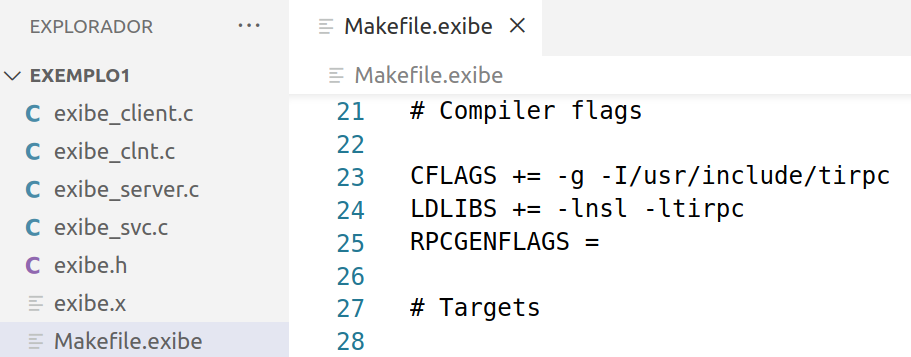 EXPLORADOR ...
EXEMPLO1
C exibe_client.c
C exibe_clnt.c
C exibe_server.c
C exibe_svc.c
C exibe.h
exibe.x
Makefile.exibe
Makefile.exibe
Makefile.exibe
21 # Compiler flags
22
23 CFLAGS += -g -I/usr/include/tirpc
24 LDLIBS += -lnsl -ltirpc
25 RPCGENFLAGS =
26
27 # Targets
28